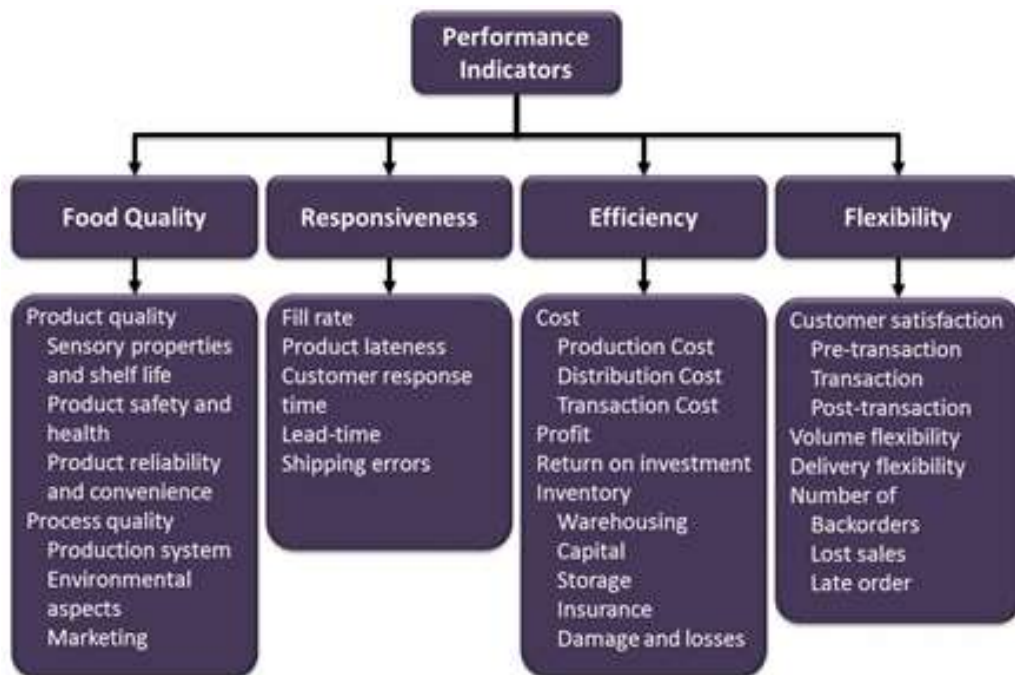 Performance
Indicators
Food Quality
Responsiveness
Efficiency
Flexibility
Product quality
Sensory properties
and shelf life
Product safety and
health
Product reliability
and convenience
Process quality
Production system
Environmental
aspects
Marketing
Fill rate
Product lateness
Customer response
time
Lead-time
Shipping errors
Cost
Production Cost
Distribution Cost
Transaction Cost
Profit
Return on investment
Inventory
Warehousing
Capital
Storage
Insurance
Damage and losses
Customer satisfaction
Pre-transaction
Transaction
Post-transaction
Volume flexibility
Delivery flexibility
Number of
Backorders
Lost sales
Late order